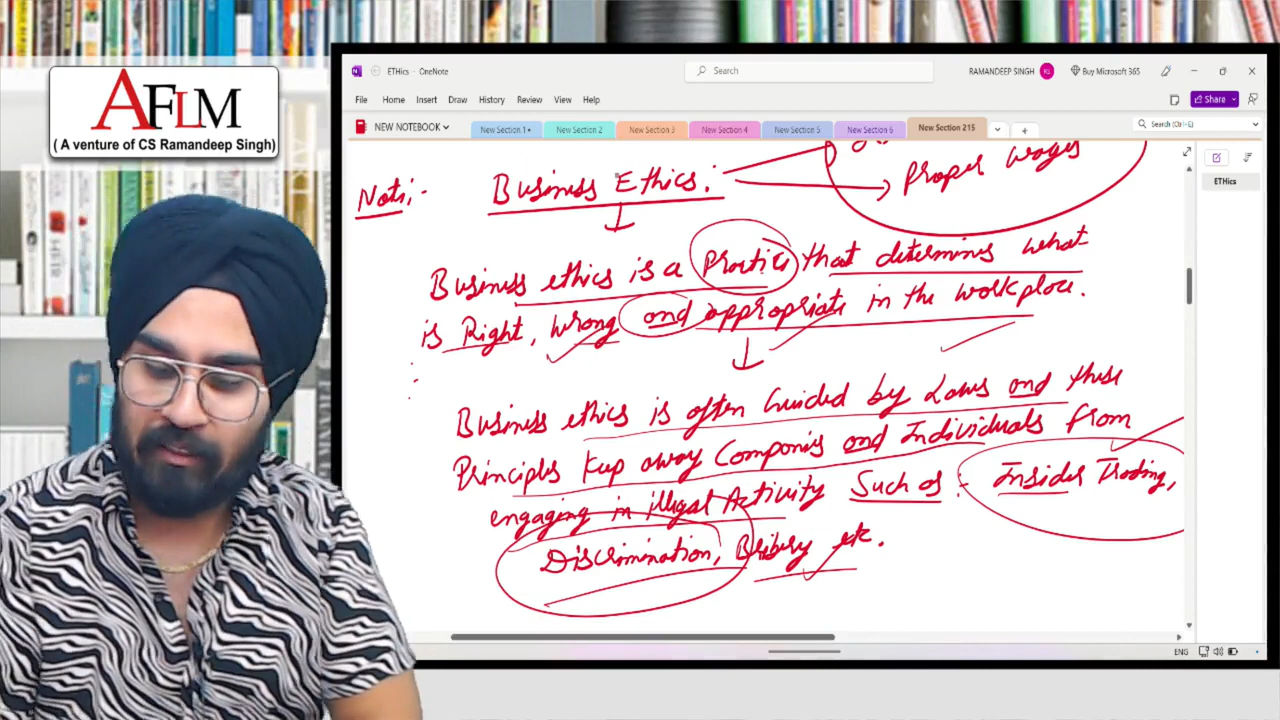 AFLM
( A venture of CS Ramandeep Singh)
ETHics - OneNote
Search
RAMANDEEP SINGH
RS
Buy Microsoft 365
File Home Insert Draw History Review View Help
Share
NEW NOTEBOOK
New Section 1
New Section 2
New Section 3
New Section 4
New Section 5
New Section 6
New Section 215
+
Search (Ctrl+E)
ETHics
Proper Wages
Note:- Business Ethics:
Business ethics is a Practice that determines what
is Right, Wrong and appropriate in the workplace.
Business ethics is often Guided by Laws and these
Principles Keep away Companies and Individuals from
engaging in illegal Activity Such as :- Insider Trading,
Discrimination, Bribery etc.
ENG